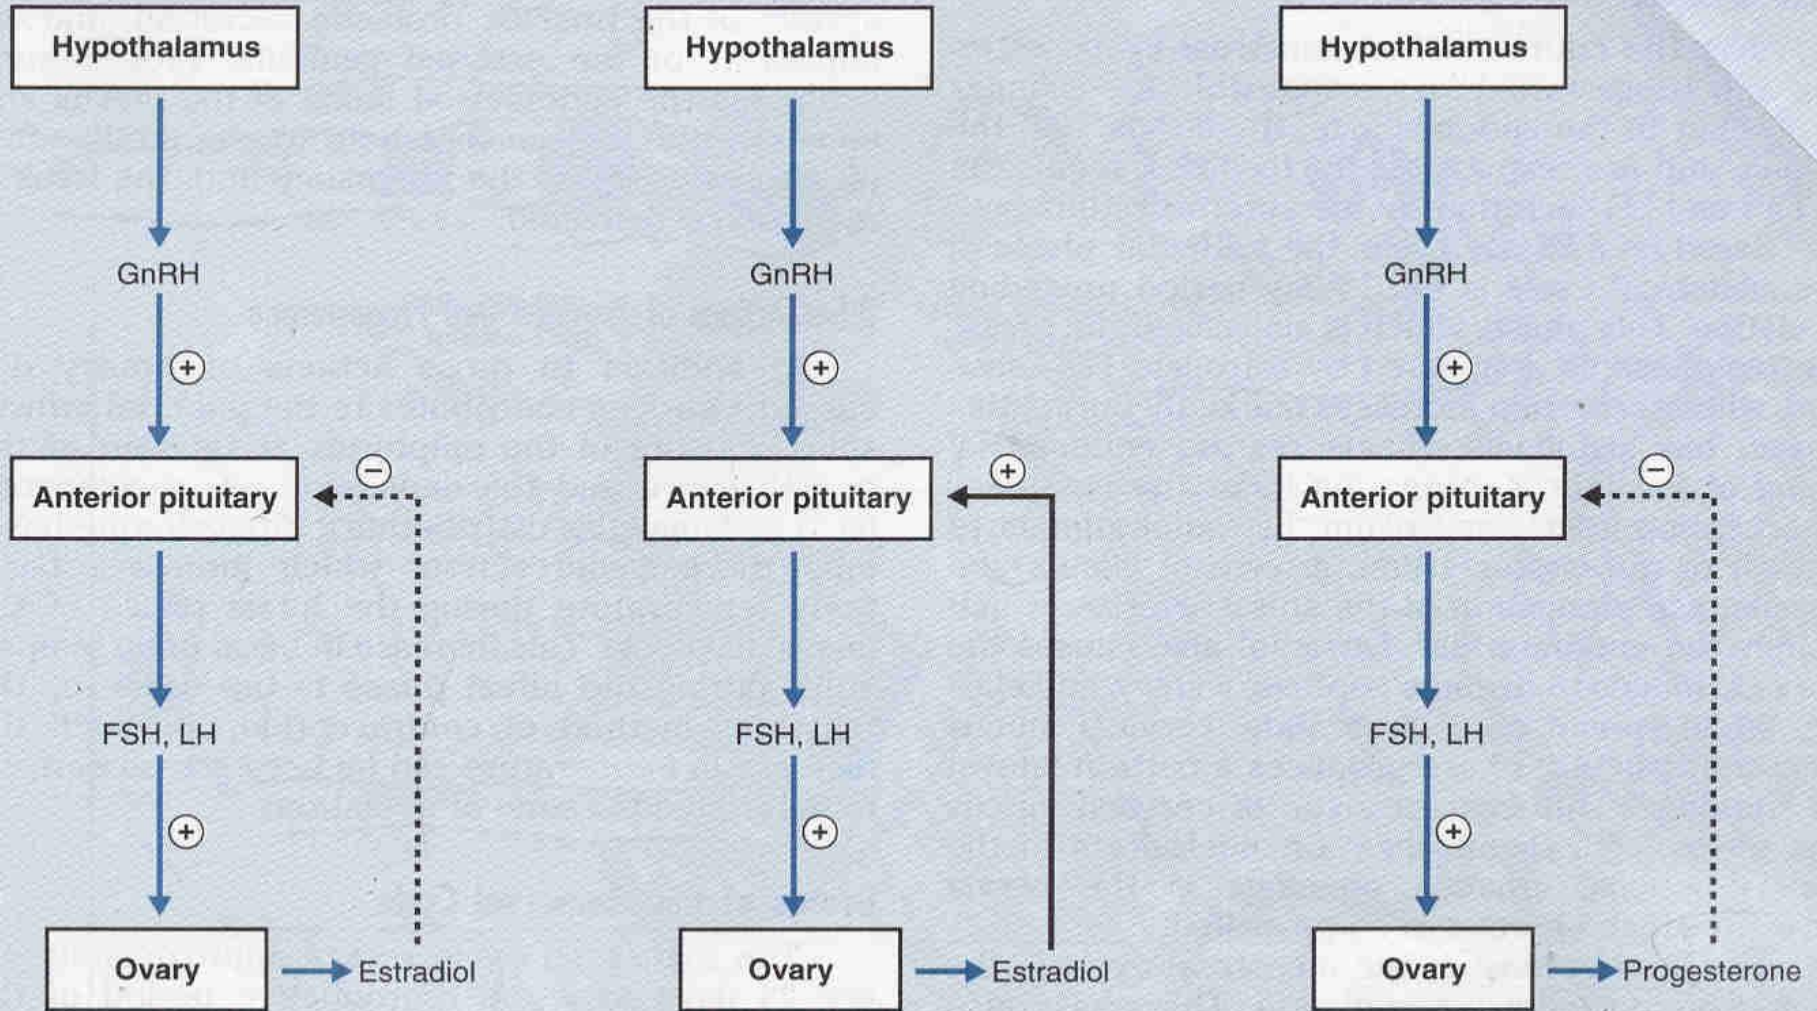 Hypothalamus
GnRH
+
Anterior pituitary
−
FSH, LH
+
Ovary
Estradiol
Hypothalamus
GnRH
+
Anterior pituitary
+
FSH, LH
+
Ovary
Estradiol
Hypothalamus
GnRH
+
Anterior pituitary
−
FSH, LH
+
Ovary
Progesterone